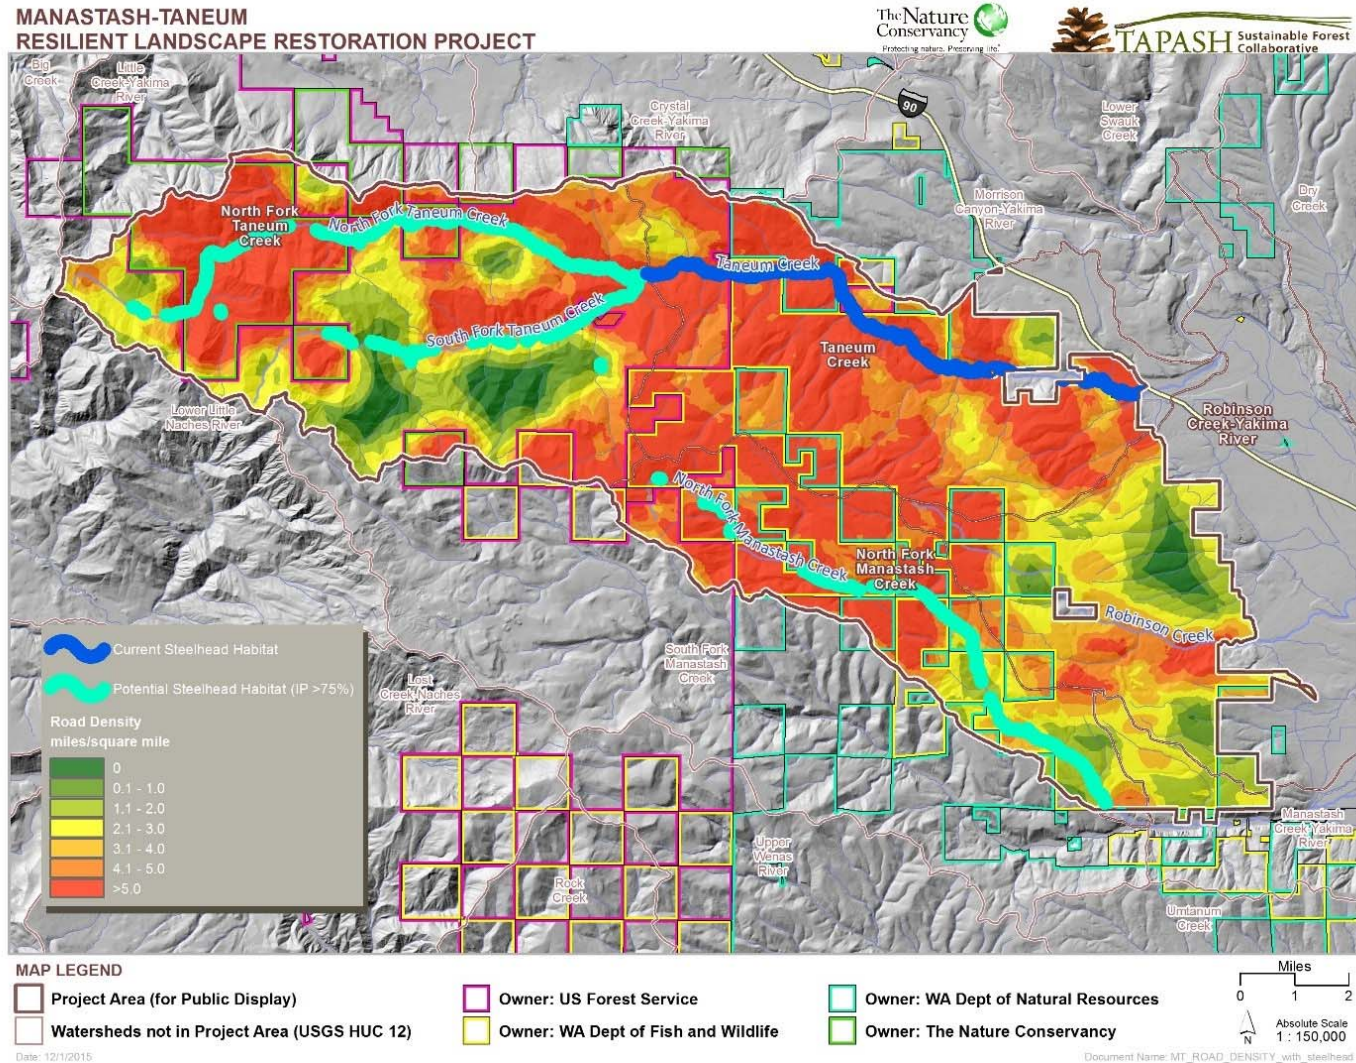 MANASTASH-TANEUM
RESILIENT LANDSCAPE RESTORATION PROJECT
The Nature
Conservancy
Protecting nature. Preserving life.®
TAPASH Sustainable Forest
Collaborative
Big
Creek
Little
Creek-Yakima
River
Crystal
Creek-Yakima
River
90
Lower
Swauk
Creek
Dry
Creek
Morrison
Canyon-Yakima
River
North Fork
Taneum
Creek
North Fork Taneum Creek
Taneum Creek
South Fork Taneum Creek
Taneum
Creek
Lower Little
Naches River
Robinson
Creek-Yakima
River
North Fork Manastash Creek
North Fork
Manastash
Creek
Robinson Creek
South Fork
Manastash
Creek
Lost
Creek-Naches
River
Upper
Wenas
River
Rock
Creek
Manastash
Creek-Yakima
River
Umtanum
Creek
Current Steelhead Habitat
Potential Steelhead Habitat (IP >75%)
Road Density
miles/square mile
0
0.1 - 1.0
1.1 - 2.0
2.1 - 3.0
3.1 - 4.0
4.1 - 5.0
>5.0
MAP LEGEND
Project Area (for Public Display)
Watersheds not in Project Area (USGS HUC 12)
Owner: US Forest Service
Owner: WA Dept of Fish and Wildlife
Owner: WA Dept of Natural Resources
Owner: The Nature Conservancy
Miles
0 1 2
N
Absolute Scale
1 : 150,000
Date: 12/1/2015
Document Name: MT_ROAD_DENSITY_with_steelhead